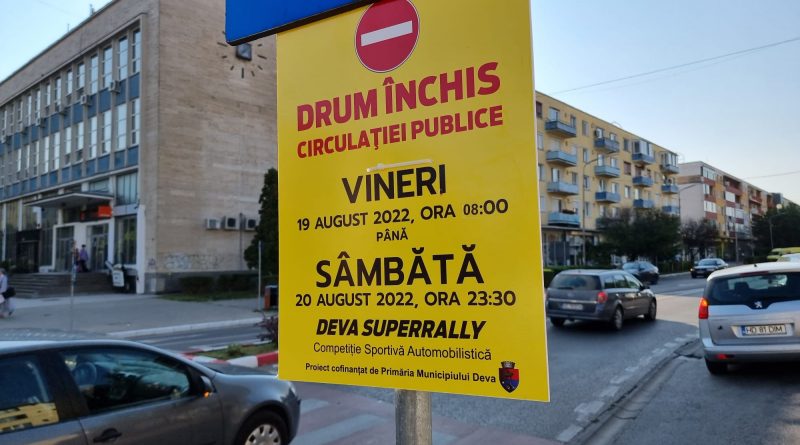 DRUM ÎNCHIS
CIRCULAȚIEI PUBLICE
VINERI
19 AUGUST 2022, ORA 08:00
PÂNĂ
SÂMBĂTĂ
20 AUGUST 2022, ORA 23:30
DEVA SUPERRALLY
Competiție Sportivă Automobilistică
Proiect cofinanțat de Primăria Municipiului Deva
HD 81 DIM